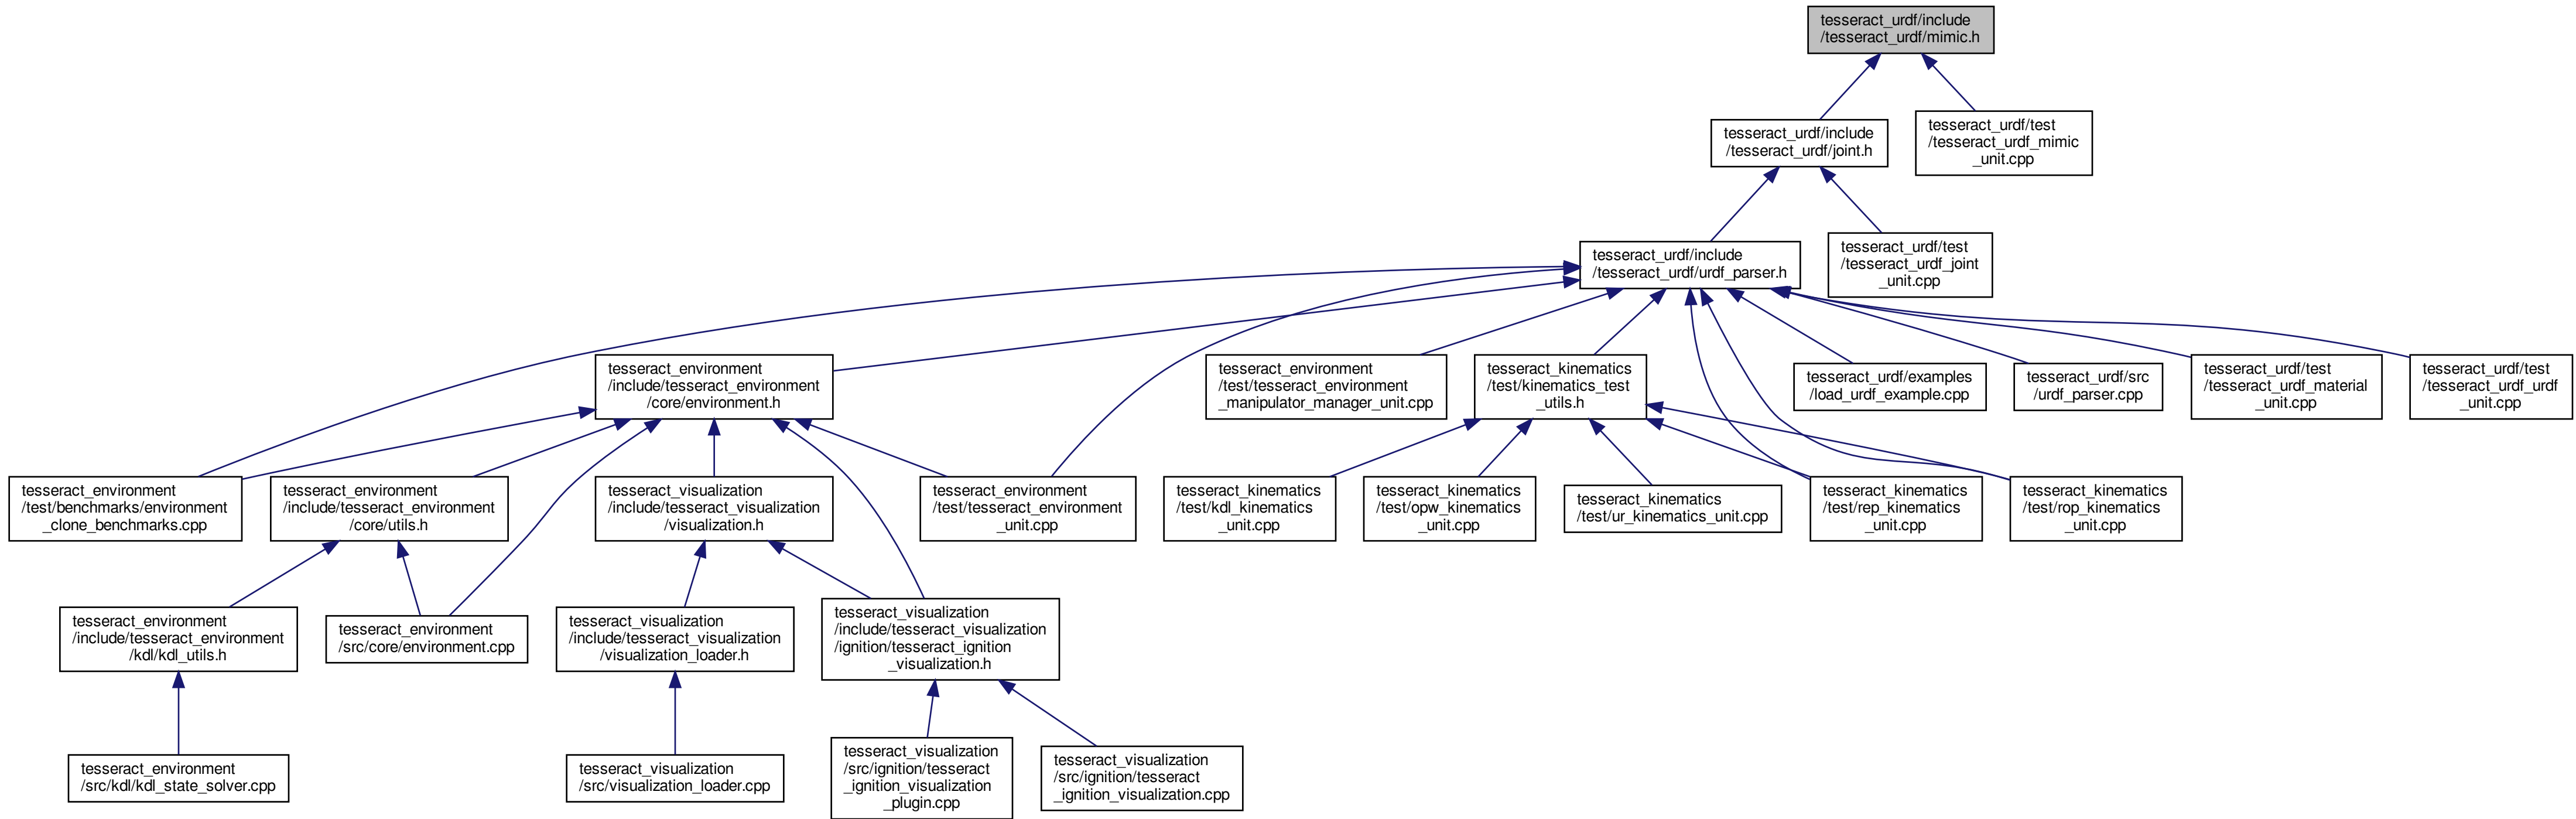 tesseract_urdf/include
/tesseract_urdf/mimic.h
tesseract_urdf/include
/tesseract_urdf/joint.h
tesseract_urdf/test
/tesseract_urdf_mimic
_unit.cpp
tesseract_urdf/include
/tesseract_urdf/urdf_parser.h
tesseract_urdf/test
/tesseract_urdf_joint
_unit.cpp
tesseract_environment
/include/tesseract_environment
/core/environment.h
tesseract_environment
/test/tesseract_environment
_manipulator_manager_unit.cpp
tesseract_kinematics
/test/kinematics_test
_utils.h
tesseract_urdf/examples
/load_urdf_example.cpp
tesseract_urdf/src
/urdf_parser.cpp
tesseract_urdf/test
/tesseract_urdf_material
_unit.cpp
tesseract_urdf/test
/tesseract_urdf_urdf
_unit.cpp
tesseract_environment
/test/benchmarks/environment
_clone_benchmarks.cpp
tesseract_environment
/include/tesseract_environment
/core/utils.h
tesseract_visualization
/include/tesseract_visualization
/visualization.h
tesseract_environment
/test/tesseract_environment
_unit.cpp
tesseract_kinematics
/test/kdl_kinematics
_unit.cpp
tesseract_kinematics
/test/opw_kinematics
_unit.cpp
tesseract_kinematics
/test/ur_kinematics_unit.cpp
tesseract_kinematics
/test/rep_kinematics
_unit.cpp
tesseract_kinematics
/test/rop_kinematics
_unit.cpp
tesseract_environment
/include/tesseract_environment
/kdl/kdl_utils.h
tesseract_environment
/src/core/environment.cpp
tesseract_visualization
/include/tesseract_visualization
/visualization_loader.h
tesseract_visualization
/include/tesseract_visualization
/ignition/tesseract_ignition
_visualization.h
tesseract_environment
/src/kdl/kdl_state_solver.cpp
tesseract_visualization
/src/visualization_loader.cpp
tesseract_visualization
/src/ignition/tesseract
_ignition_visualization
_plugin.cpp
tesseract_visualization
/src/ignition/tesseract
_ignition_visualization.cpp